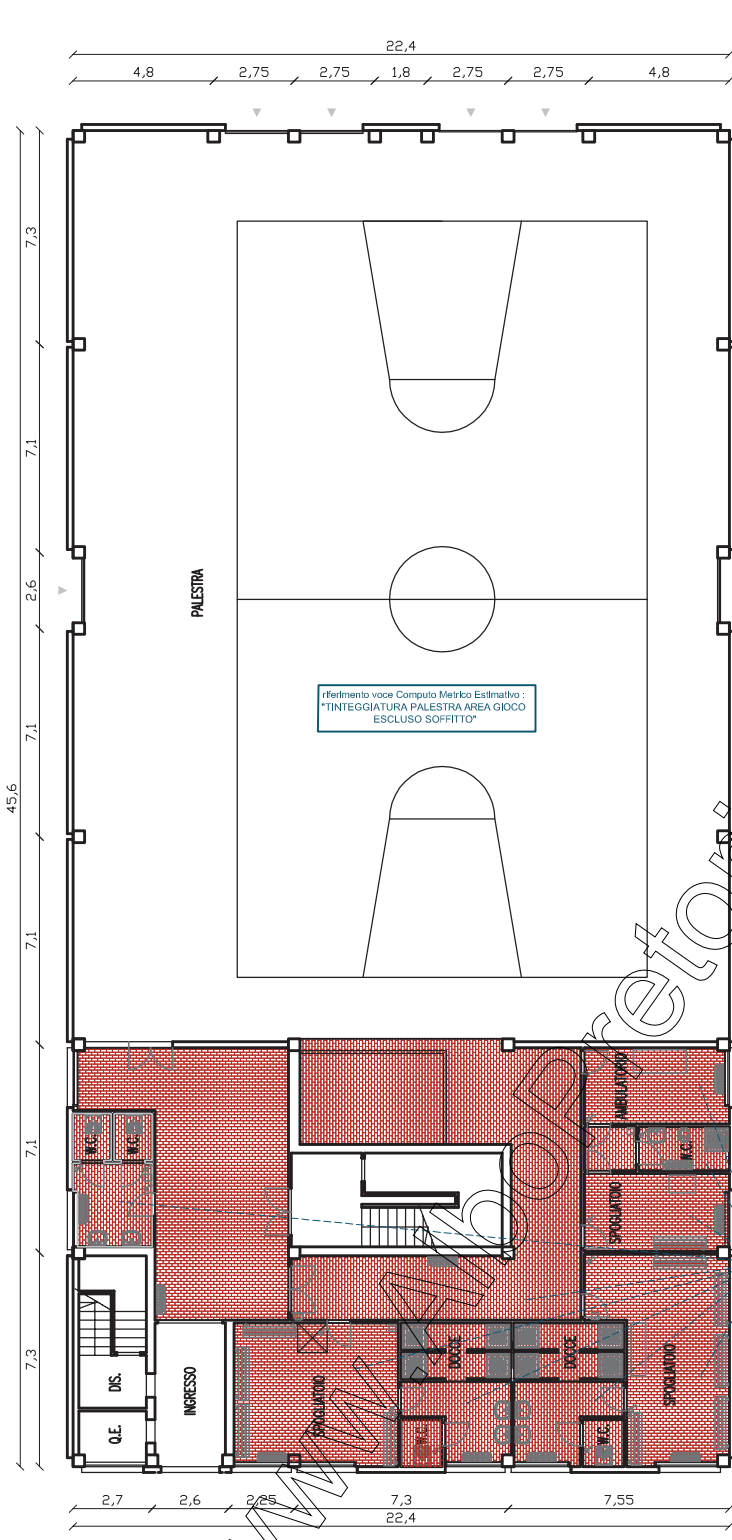 22,4
4,8 2,75 2,75 1,8 2,75 2,75 4,8
7,3
7,1
2,6
7,1
45,6
7,1
7,1
7,3
PALESTRA
riferimento voce Computo Metrico Estimativo :
"TINTEGGIATURA PALESTRA AREA GIOCO
ESCLUSO SOFFITTO"
AMBULATORIO
W.C.
W.C.
W.C.
SPOGLIATOIO
DIS.
Q.E.
INGRESSO
SPOGLIATOIO
DOCCE
DOCCE
SPOGLIATOIO
W.C.
W.C.
2,7 2,6 2,25 7,3 7,55
22,4
www.AlboPretori